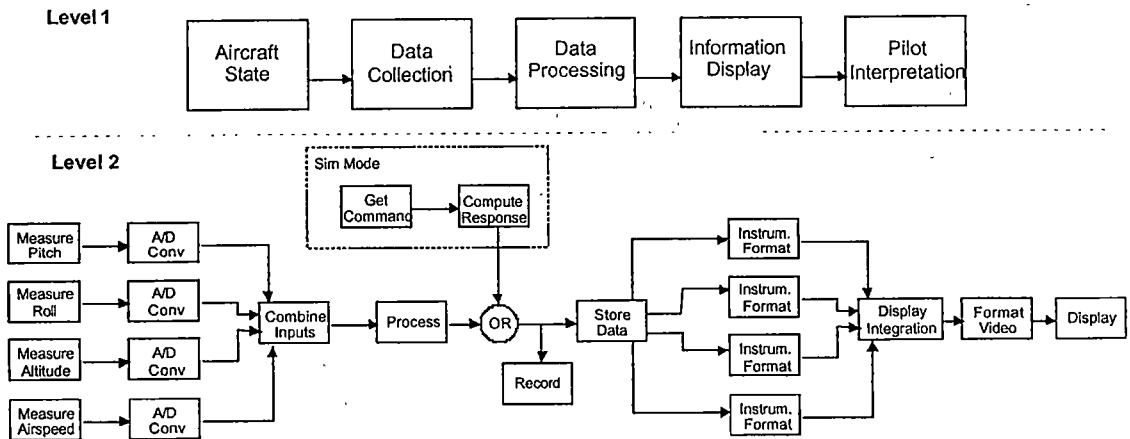 Level 1
Aircraft
State
Data
Collection
Data
Processing
Information
Display
Pilot
Interpretation
Level 2
Sim Mode
Get
Command
Compute
Response
Measure
Pitch
A/D
Conv
Measure
Roll
A/D
Conv
Measure
Altitude
A/D
Conv
Measure
Airspeed
A/D
Conv
Combine
Inputs
Process
OR
Record
Store
Data
Instrum.
Format
Instrum.
Format
Instrum.
Format
Instrum.
Format
Display
Integration
Format
Video
Display